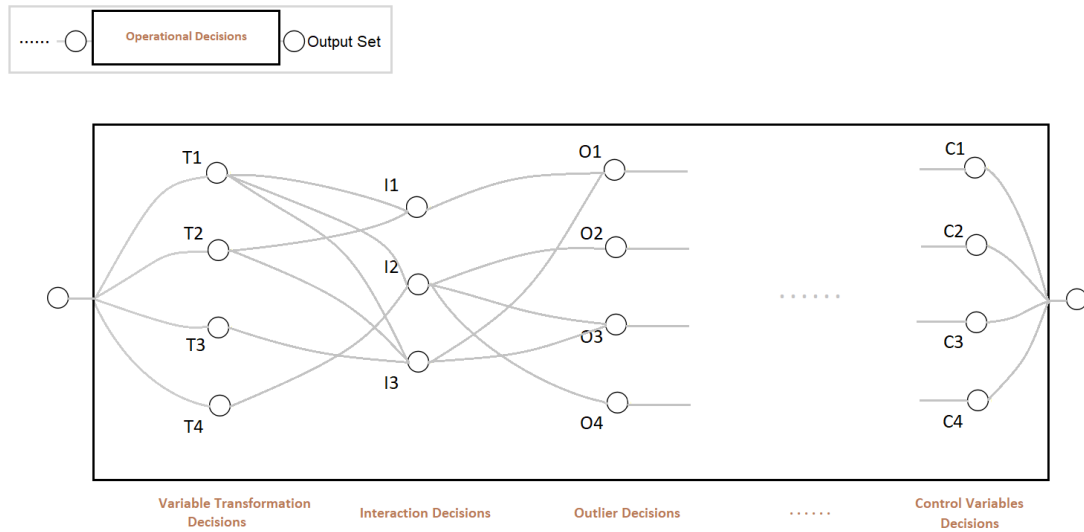 ...... Operational Decisions Output Set
C1
O1
T1
I1
T2 O2 C2
I2
......
O3
T3 C3
I3
T4 O4 C4
Variable Transformation
Decisions
Interaction Decisions
Outlier Decisions
......
Control Variables
Decisions